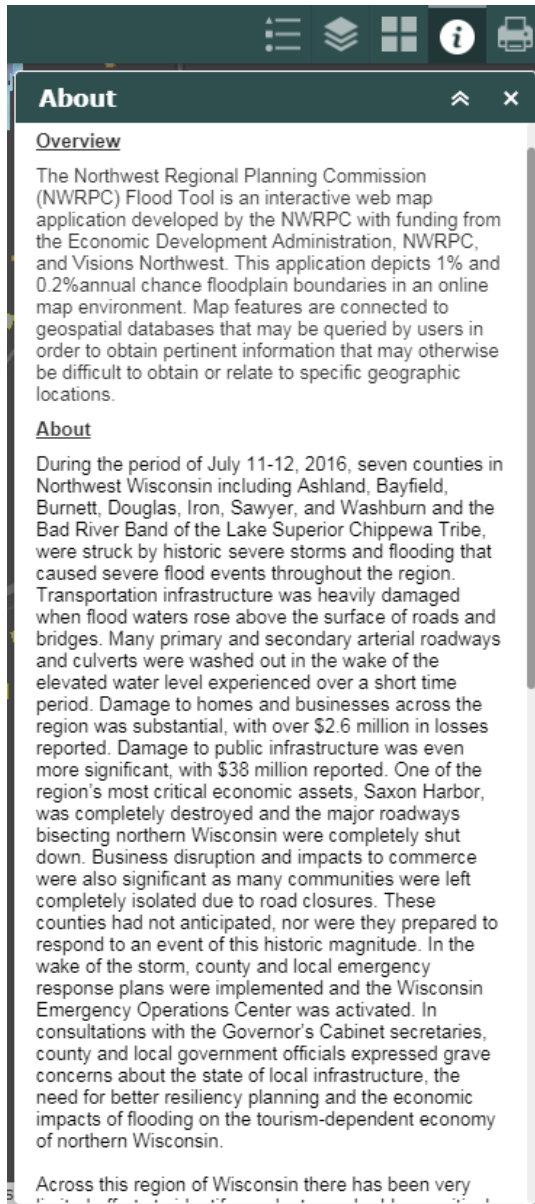 About
Overview
The Northwest Regional Planning Commission
(NWRPC) Flood Tool is an interactive web map
application developed by the NWRPC with funding from
the Economic Development Administration, NWRPC,
and Visions Northwest. This application depicts 1% and
0.2%annual chance floodplain boundaries in an online
map environment. Map features are connected to
geospatial databases that may be queried by users in
order to obtain pertinent information that may otherwise
be difficult to obtain or relate to specific geographic
locations.
About
During the period of July 11-12, 2016, seven counties in
Northwest Wisconsin including Ashland, Bayfield,
Burnett, Douglas, Iron, Sawyer, and Washburn and the
Bad River Band of the Lake Superior Chippewa Tribe,
were struck by historic severe storms and flooding that
caused severe flood events throughout the region.
Transportation infrastructure was heavily damaged
when flood waters rose above the surface of roads and
bridges. Many primary and secondary arterial roadways
and culverts were washed out in the wake of the
elevated water level experienced over a short time
period. Damage to homes and businesses across the
region was substantial, with over $2.6 million in losses
reported. Damage to public infrastructure was even
more significant, with $38 million reported. One of the
region's most critical economic assets, Saxon Harbor,
was completely destroyed and the major roadways
bisecting northern Wisconsin were completely shut
down. Business disruption and impacts to commerce
were also significant as many communities were left
completely isolated due to road closures. These
counties had not anticipated, nor were they prepared to
respond to an event of this historic magnitude. In the
wake of the storm, county and local emergency
response plans were implemented and the Wisconsin
Emergency Operations Center was activated. In
consultations with the Governor's Cabinet secretaries,
county and local government officials expressed grave
concerns about the state of local infrastructure, the
need for better resiliency planning and the economic
impacts of flooding on the tourism-dependent economy
of northern Wisconsin.
Across this region of Wisconsin there has been very